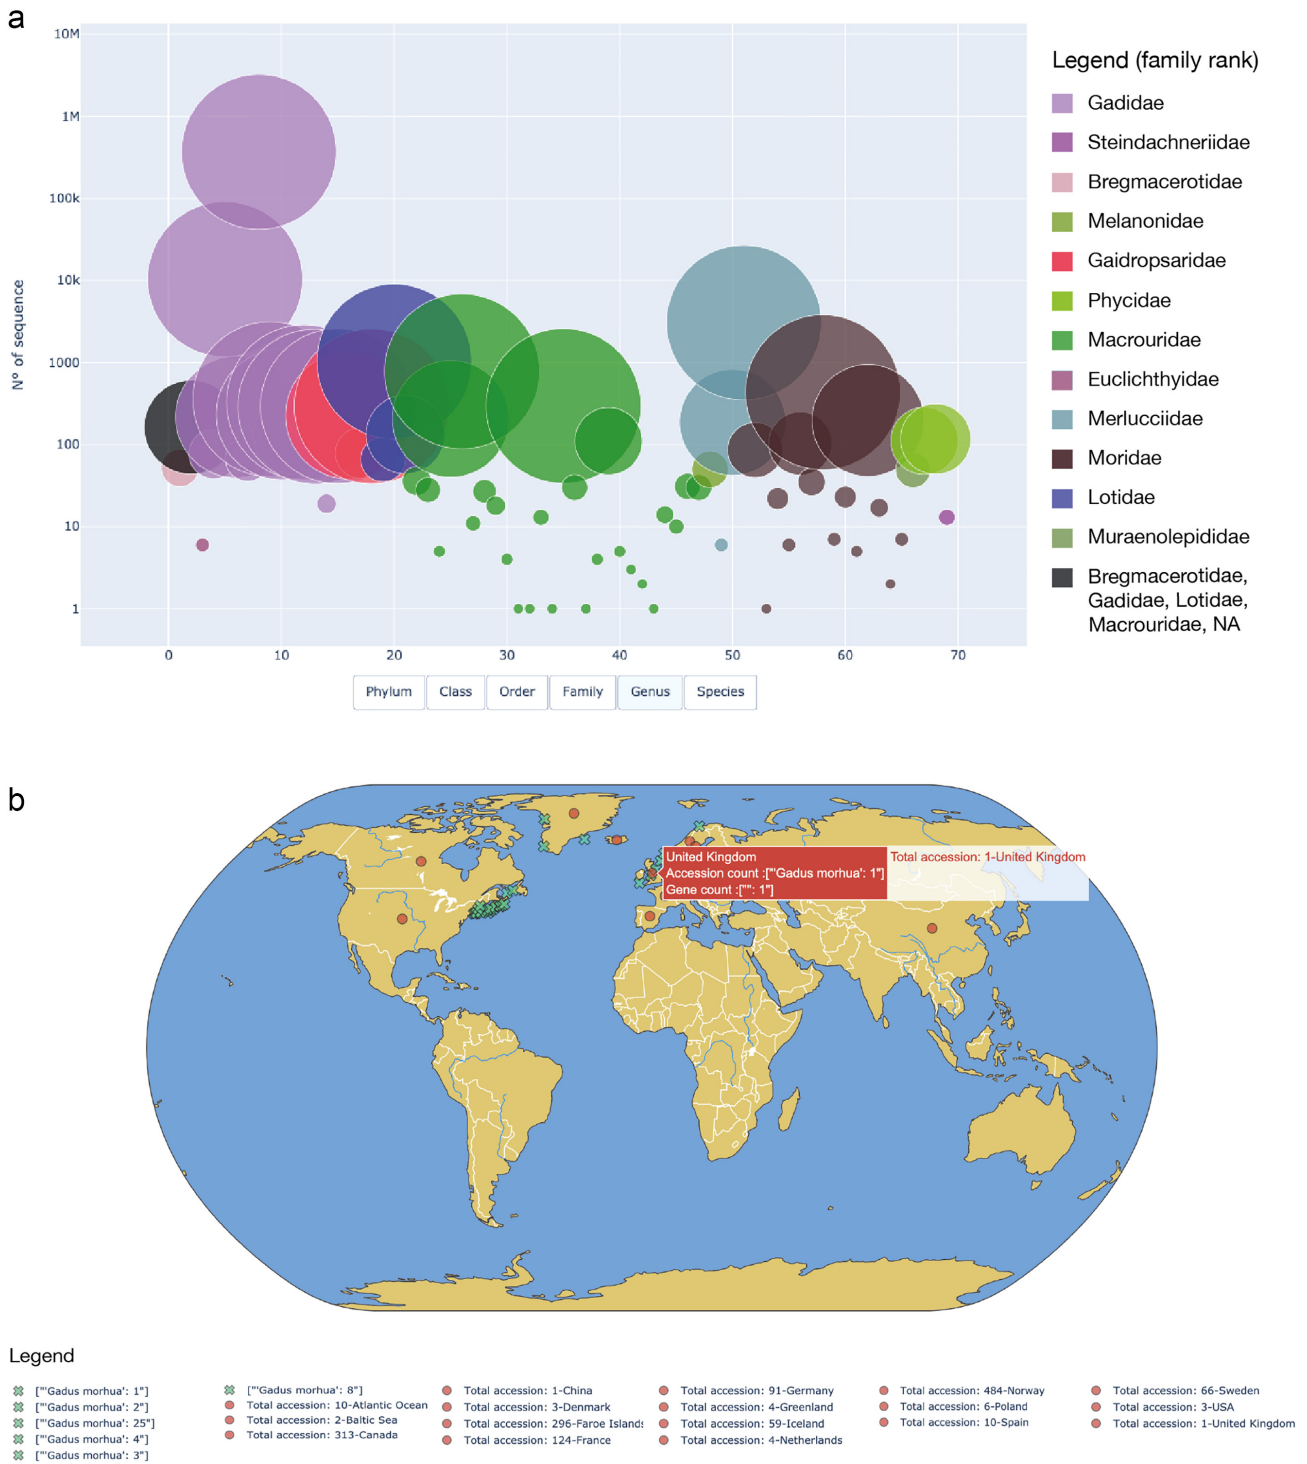 a
10M
1M
100k
10k
1000
100
10
1
Nº of sequence
0 10 20 30 40 50 60 70
Phylum Class Order Family Genus Species
Legend (family rank)
Gadidae
Steindachneriidae
Bregmacerotidae
Melanonidae
Gaidropsaridae
Phycidae
Macrouridae
Euclichthyidae
Merlucciidae
Moridae
Lotidae
Muraenolepididae
Bregmacerotidae,
Gadidae, Lotidae,
Macrouridae, NA
b
United Kingdom
Accession count :["'Gadus morhua': 1"]
Gene count :["": 1"]
Total accession: 1-United Kingdom
Legend
["'Gadus morhua': 1"]
["'Gadus morhua': 2"]
["'Gadus morhua': 25"]
["'Gadus morhua': 4"]
["'Gadus morhua': 3"]
["'Gadus morhua': 8"]
Total accession: 10-Atlantic Ocean
Total accession: 2-Baltic Sea
Total accession: 313-Canada
Total accession: 1-China
Total accession: 3-Denmark
Total accession: 296-Faroe Islands
Total accession: 124-France
Total accession: 91-Germany
Total accession: 4-Greenland
Total accession: 59-Iceland
Total accession: 4-Netherlands
Total accession: 484-Norway
Total accession: 6-Poland
Total accession: 10-Spain
Total accession: 66-Sweden
Total accession: 3-USA
Total accession: 1-United Kingdom